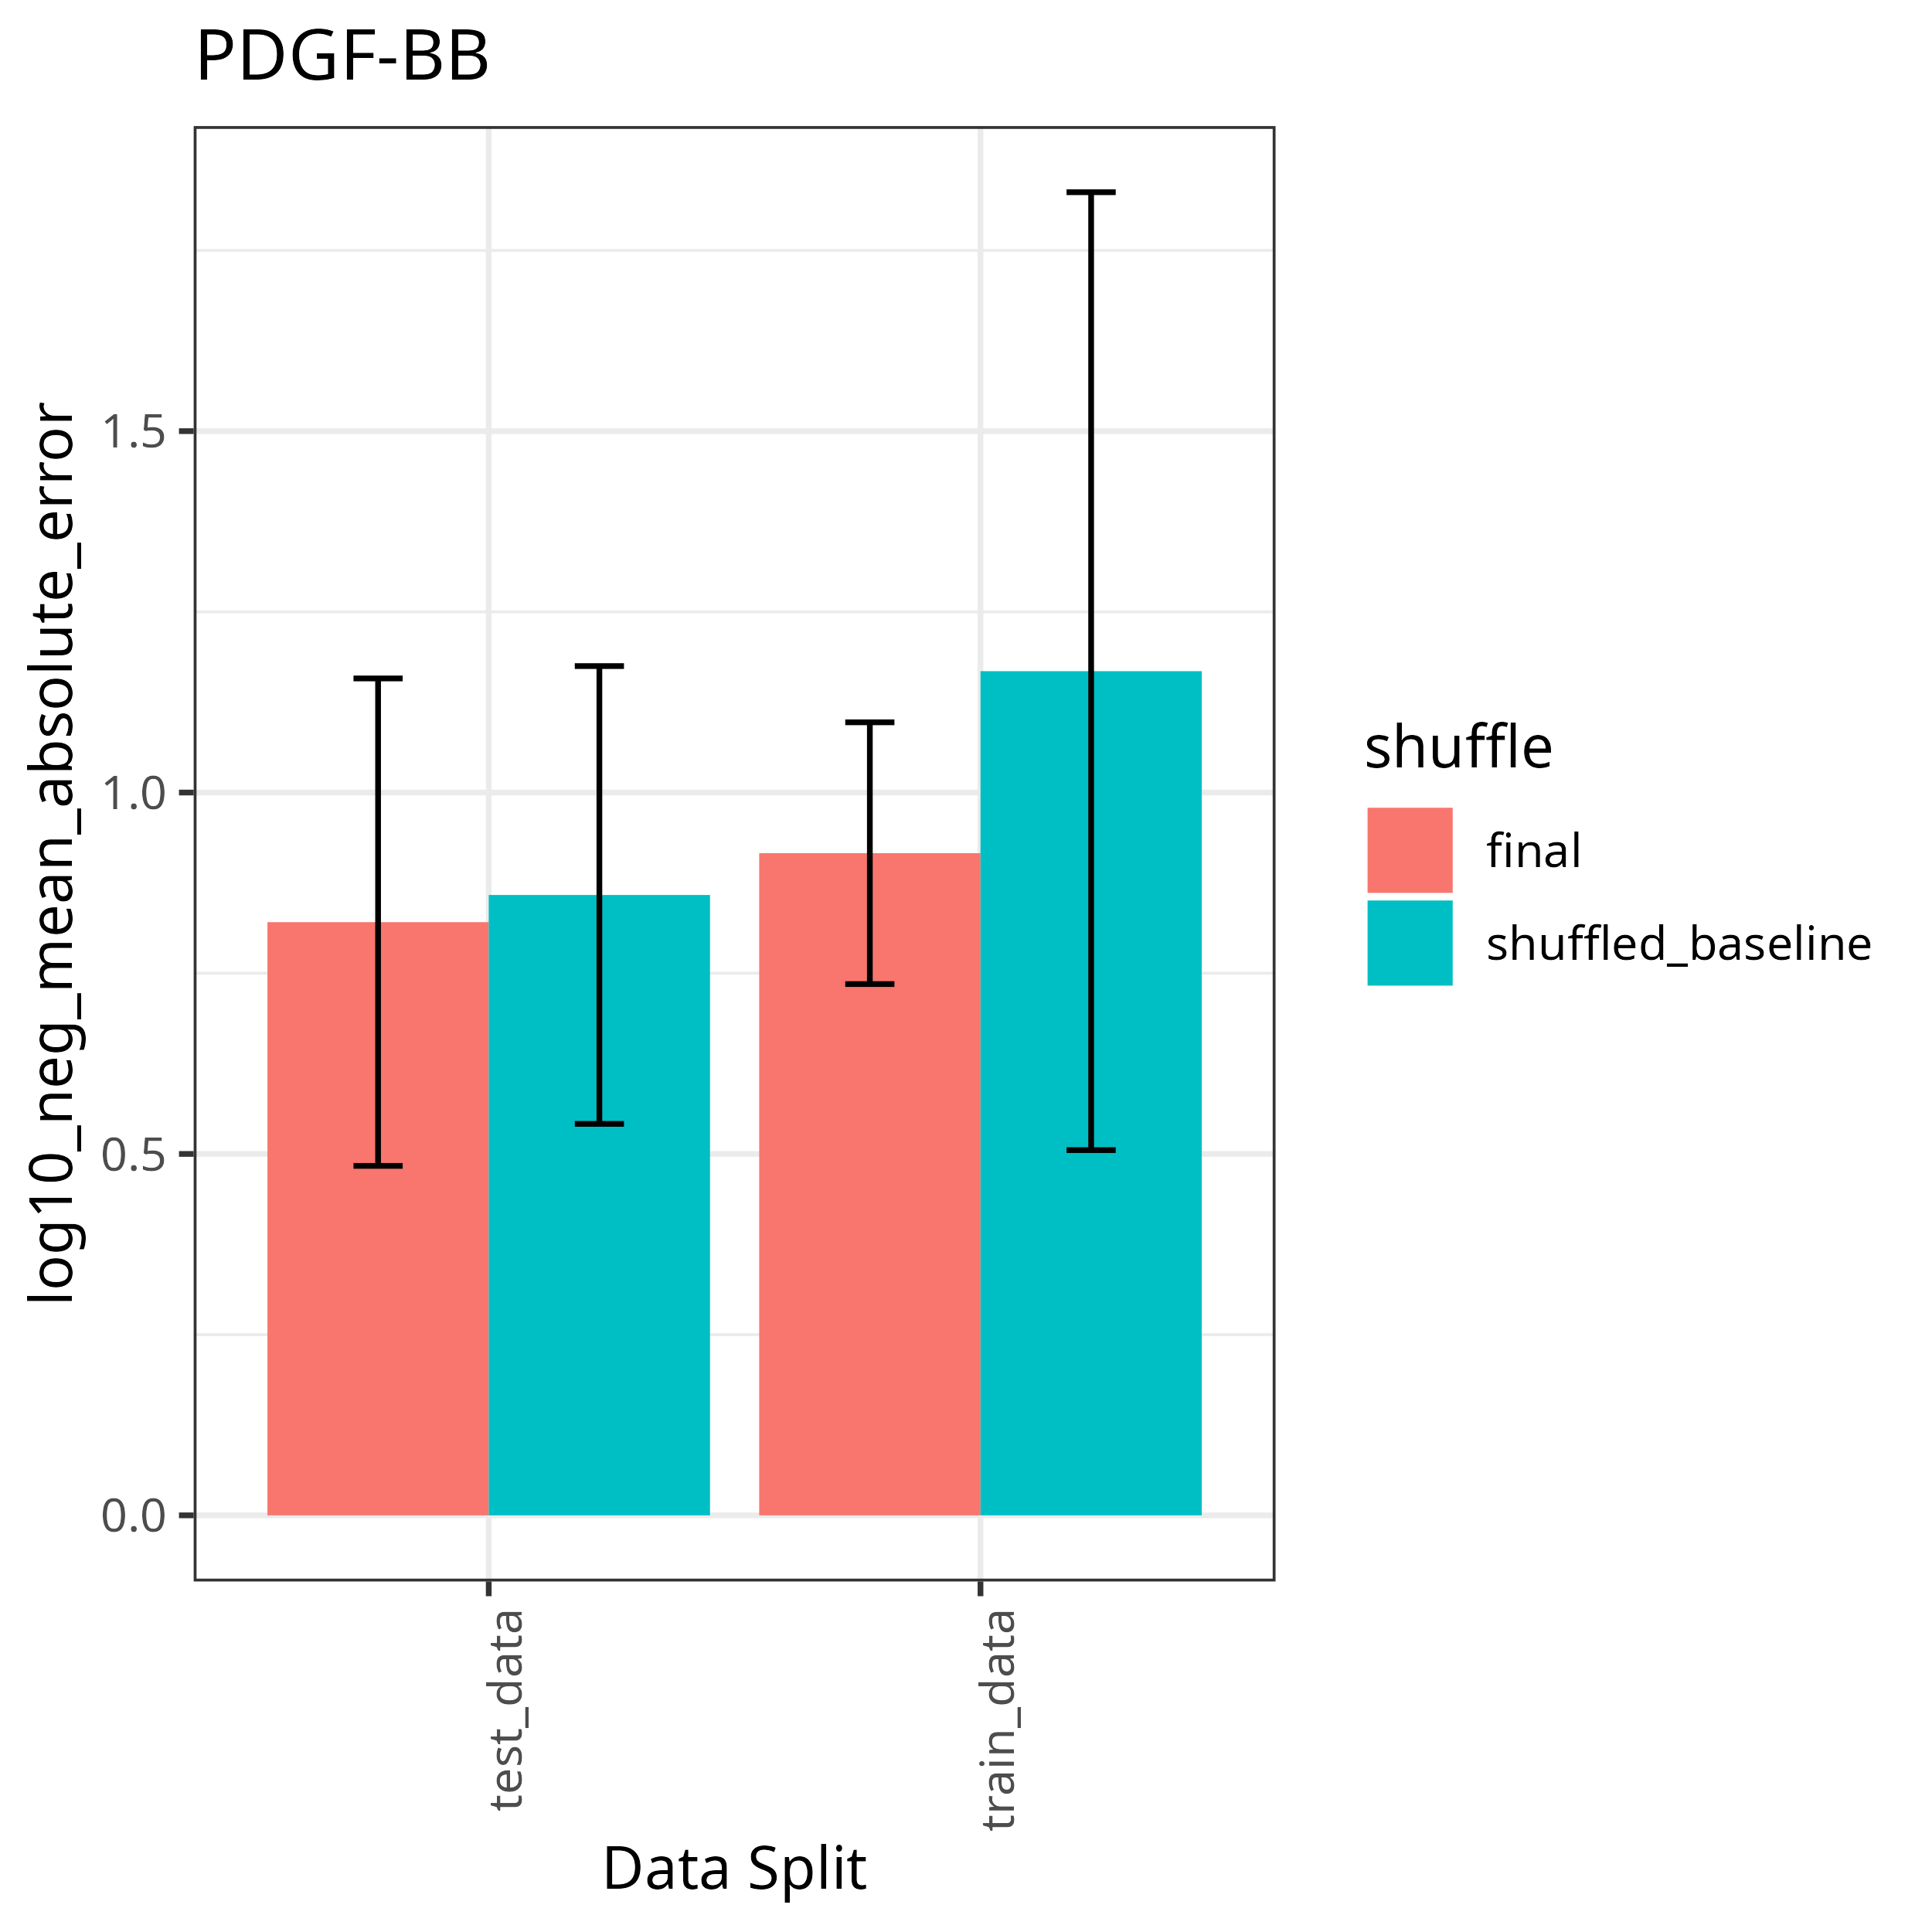 PDGF-BB
log10_neg_mean_absolute_error
1.5
1.0
0.5
0.0
test_data
train_data
Data Split
shuffle
final
shuffled_baseline